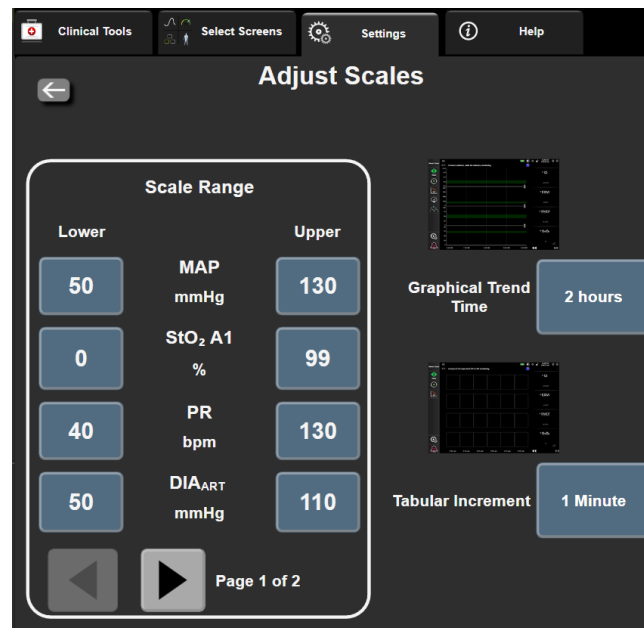 Clinical Tools
Select Screens
Settings
Help
Adjust Scales
Scale Range
Lower
Upper
50
MAP
mmHg
130
0
StO₂ A1
%
99
40
PR
bpm
130
50
DIAART
mmHg
110
Page 1 of 2
Graphical Trend
Time
2 hours
Tabular Increment
1 Minute